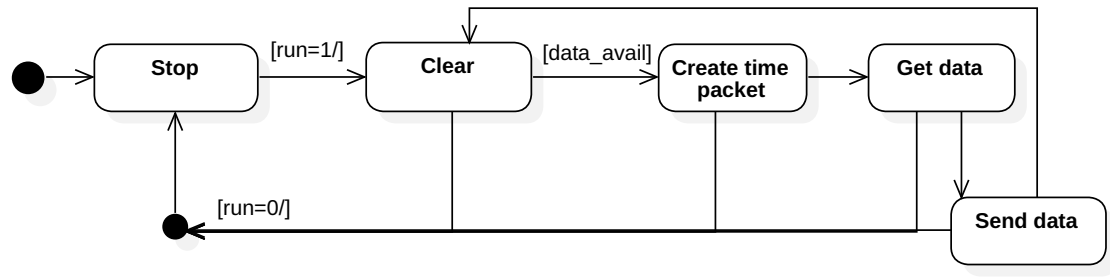 [run=1/]
[data_avail]
Stop
Clear
Create time
packet
Get data
[run=0/]
Send data